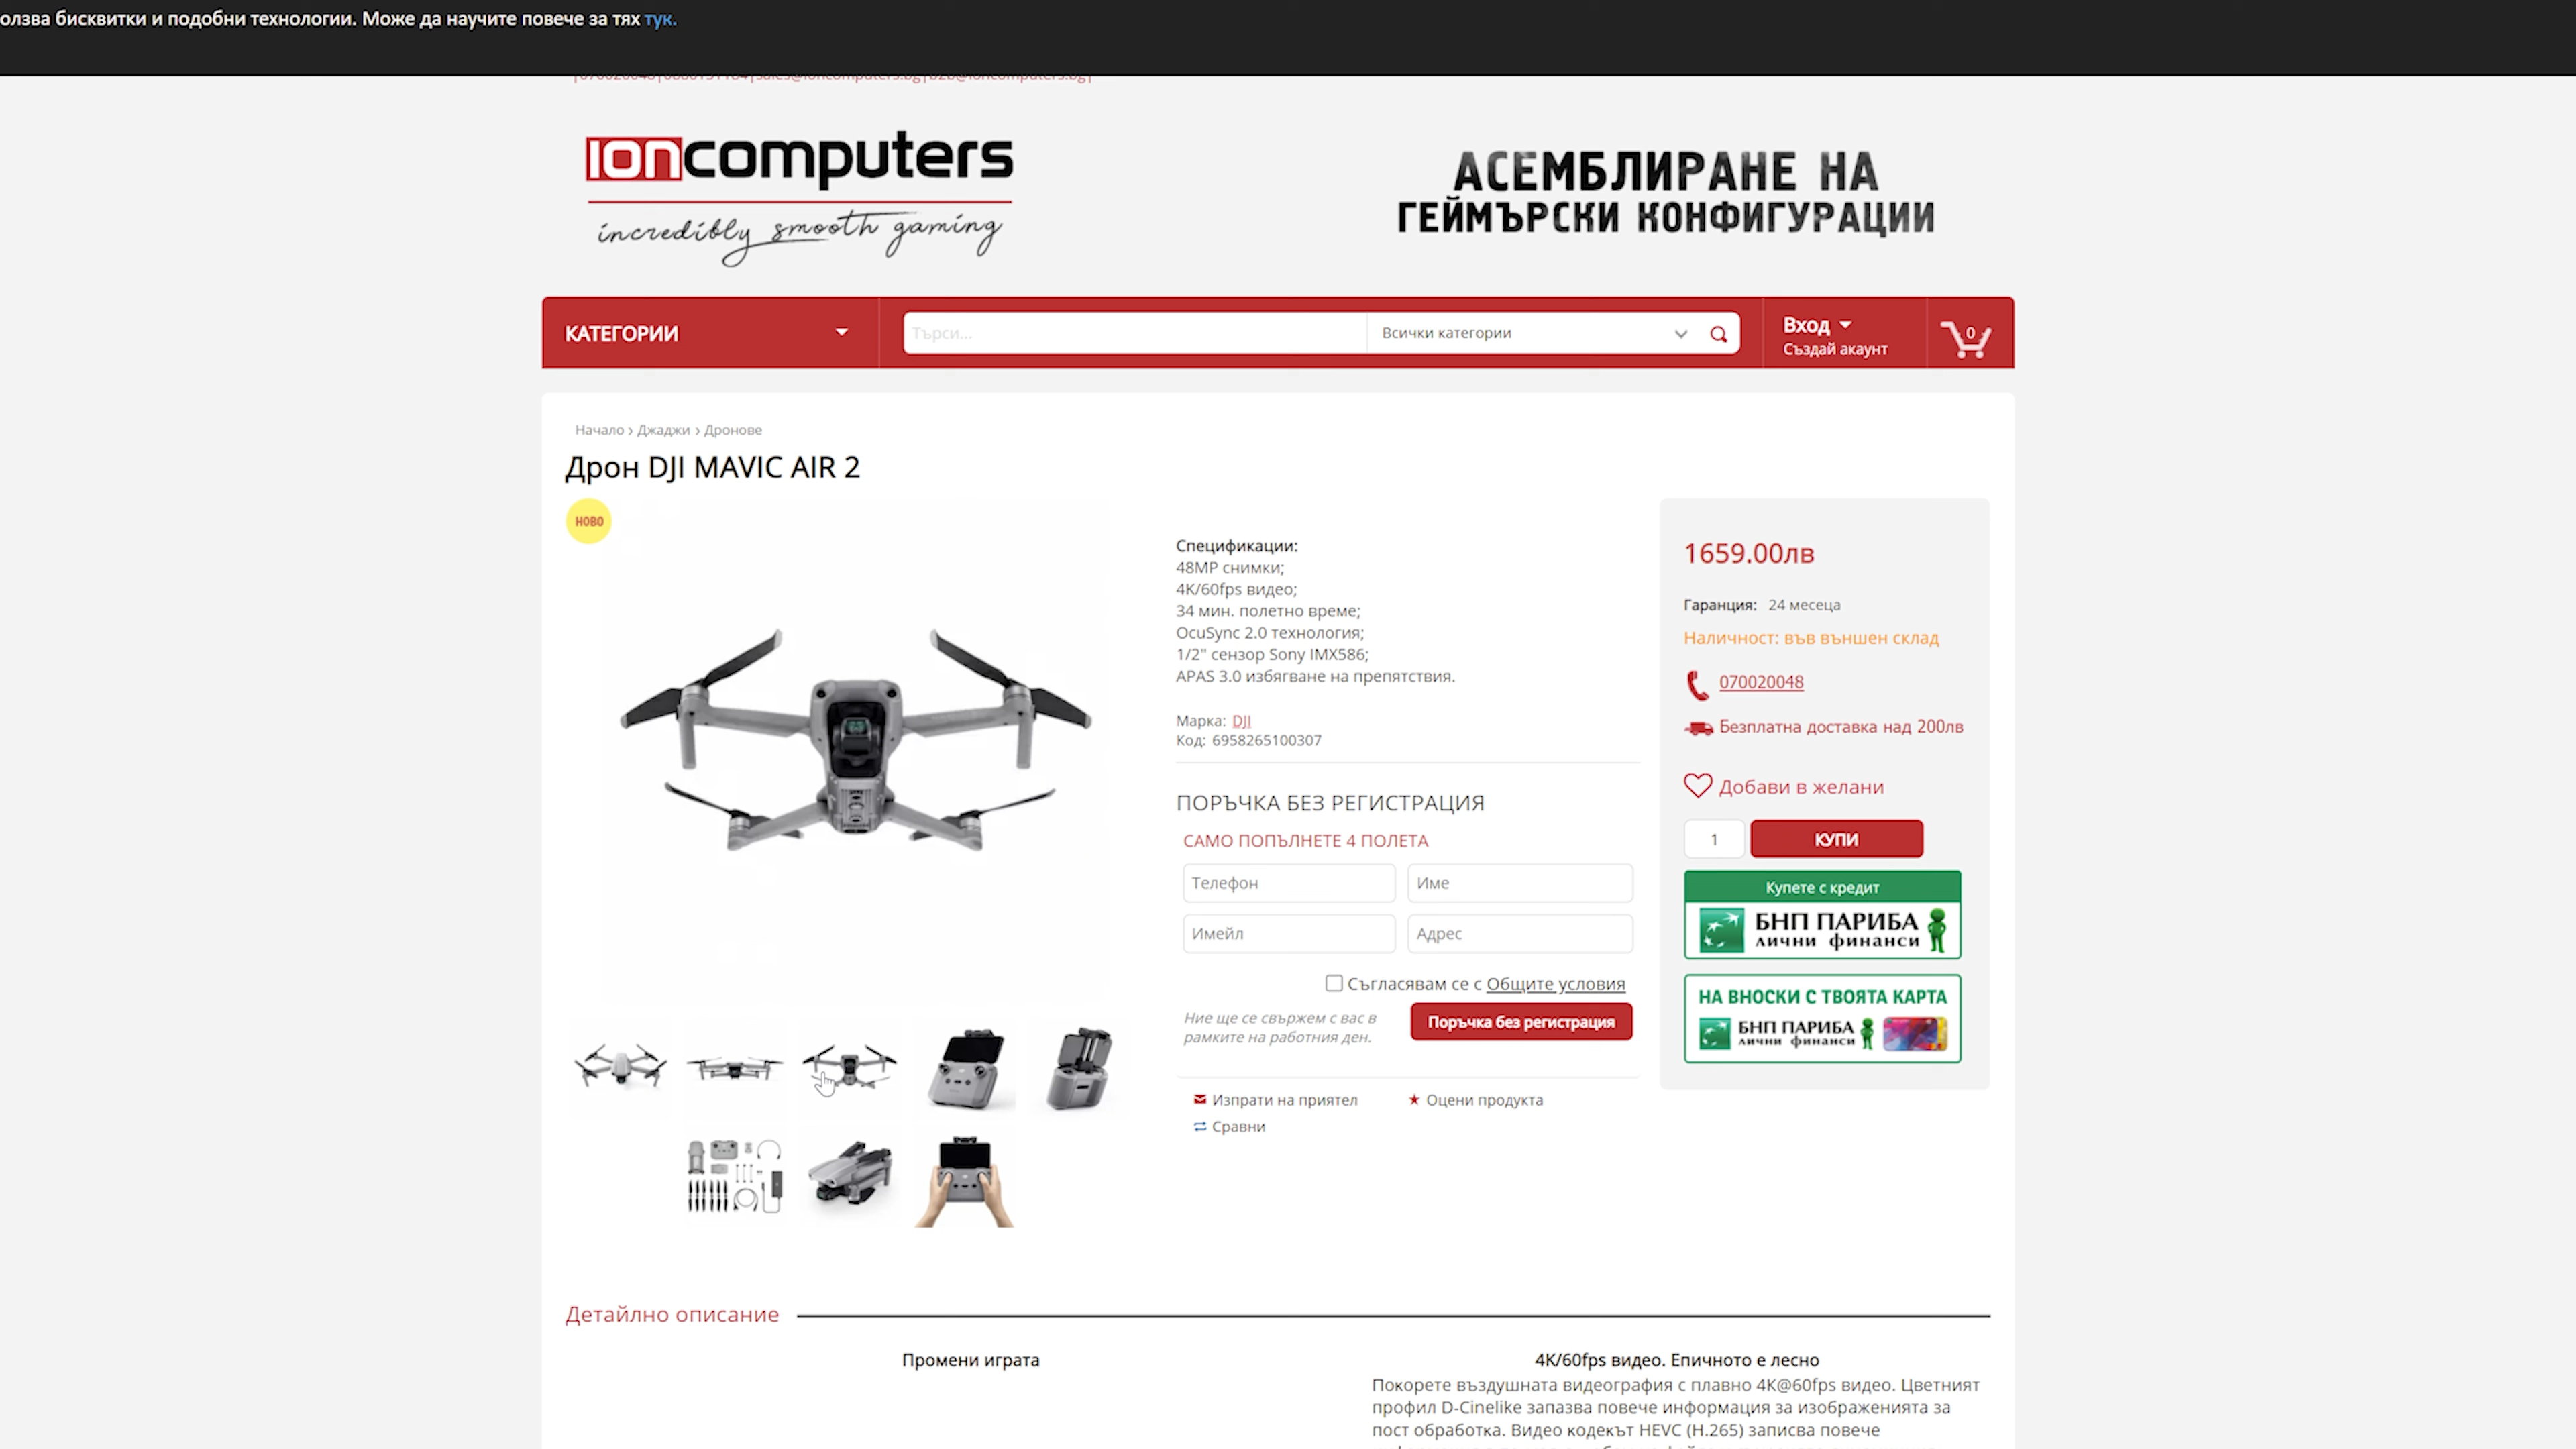 олзва бисквитки и подобни технологии. Може да научите повече за тях тук.
ioncomputers
incredibly smooth gaming
АСЕМБЛИРАНЕ НА
ГЕЙМЪРСКИ КОНФИГУРАЦИИ
КАТЕГОРИИ
Търси...
Всички категории
Вход
Създай акаунт
0
Начало › Джаджи › Дронове
Дрон DJI MAVIC AIR 2
НОВО
Спецификации:
48MP снимки;
4K/60fps видео;
34 мин. полетно време;
OcuSync 2.0 технология;
1/2" сензор Sony IMX586;
APAS 3.0 избягване на препятствия.
Марка: DJI
Код: 6958265100307
ПОРЪЧКА БЕЗ РЕГИСТРАЦИЯ
САМО ПОПЪЛНЕТЕ 4 ПОЛЕТА
Телефон
Име
Имейл
Адрес
Съгласявам се с Общите условия
Ние ще се свържем с вас в
рамките на работния ден.
Поръчка без регистрация
Изпрати на приятел
Оцени продукта
Сравни
1659.00лв
Гаранция: 24 месеца
Наличност: във външен склад
070020048
Безплатна доставка над 200лв
Добави в желани
1
КУПИ
Купете с кредит
БНП ПАРИБА
лични финанси
НА ВНОСКИ С ТВОЯТА КАРТА
БНП ПАРИБА
лични финанси
Детайлно описание
Промени играта
4K/60fps видео. Епичното е лесно
Покорете въздушната видеография с плавно 4K@60fps видео. Цветният
профил D-Cinelike запазва повече информация за изображенията за
пост обработка. Видео кодекът HEVC (H.265) записва повече